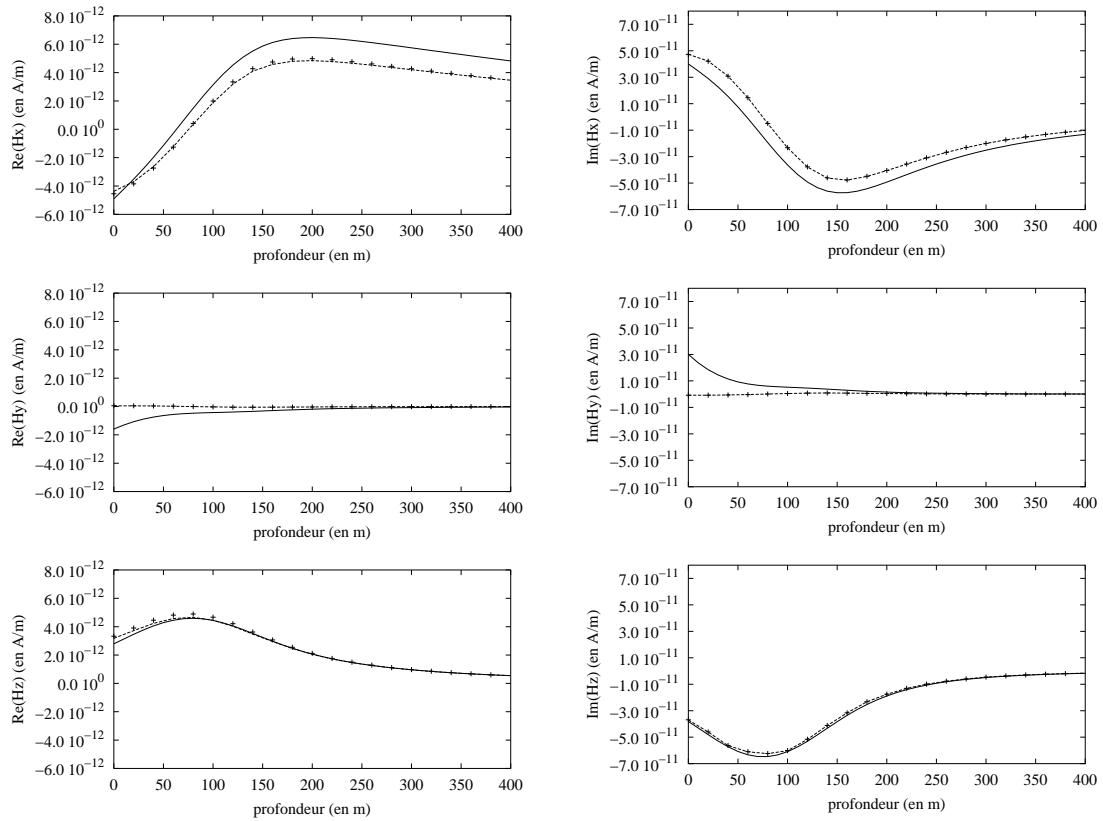 8.0 10⁻¹²
6.0 10⁻¹²
4.0 10⁻¹²
2.0 10⁻¹²
0.0 10⁰
−2.0 10⁻¹²
−4.0 10⁻¹²
−6.0 10⁻¹²
Re(Hx) (en A/m)
0 50 100 150 200 250 300 350 400
profondeur (en m)
7.0 10⁻¹¹
5.0 10⁻¹¹
3.0 10⁻¹¹
1.0 10⁻¹¹
−1.0 10⁻¹¹
−3.0 10⁻¹¹
−5.0 10⁻¹¹
−7.0 10⁻¹¹
Im(Hx) (en A/m)
0 50 100 150 200 250 300 350 400
profondeur (en m)
8.0 10⁻¹²
6.0 10⁻¹²
4.0 10⁻¹²
2.0 10⁻¹²
0.0 10⁰
−2.0 10⁻¹²
−4.0 10⁻¹²
−6.0 10⁻¹²
Re(Hy) (en A/m)
0 50 100 150 200 250 300 350 400
profondeur (en m)
7.0 10⁻¹¹
5.0 10⁻¹¹
3.0 10⁻¹¹
1.0 10⁻¹¹
−1.0 10⁻¹¹
−3.0 10⁻¹¹
−5.0 10⁻¹¹
−7.0 10⁻¹¹
Im(Hy) (en A/m)
0 50 100 150 200 250 300 350 400
profondeur (en m)
8.0 10⁻¹²
6.0 10⁻¹²
4.0 10⁻¹²
2.0 10⁻¹²
0.0 10⁰
−2.0 10⁻¹²
−4.0 10⁻¹²
−6.0 10⁻¹²
Re(Hz) (en A/m)
0 50 100 150 200 250 300 350 400
profondeur (en m)
7.0 10⁻¹¹
5.0 10⁻¹¹
3.0 10⁻¹¹
1.0 10⁻¹¹
−1.0 10⁻¹¹
−3.0 10⁻¹¹
−5.0 10⁻¹¹
−7.0 10⁻¹¹
Im(Hz) (en A/m)
0 50 100 150 200 250 300 350 400
profondeur (en m)